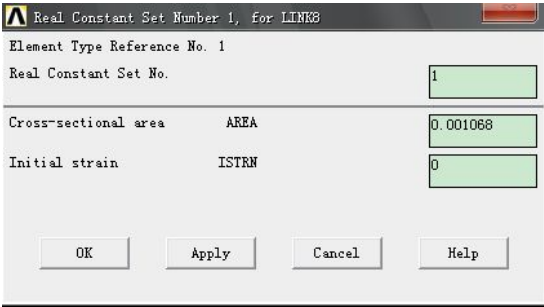 Real Constant Set Number 1, for LINK8
Element Type Reference No. 1
Real Constant Set No. 1
Cross-sectional area AREA 0.001068
Initial strain ISTRN 0
OK Apply Cancel Help